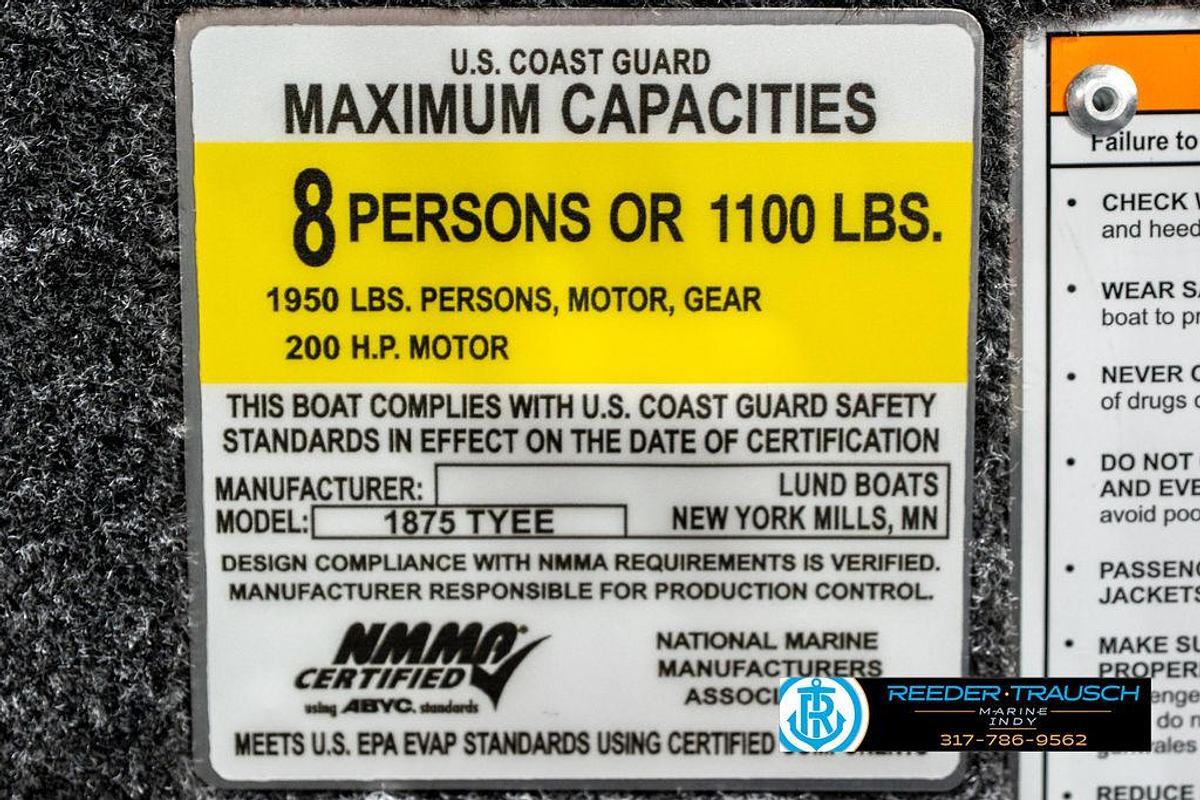 U.S. COAST GUARD
MAXIMUM CAPACITIES
8 PERSONS OR 1100 LBS.
1950 LBS. PERSONS, MOTOR, GEAR
200 H.P. MOTOR
THIS BOAT COMPLIES WITH U.S. COAST GUARD SAFETY
STANDARDS IN EFFECT ON THE DATE OF CERTIFICATION
MANUFACTURER: LUND BOATS
MODEL: 1875 TYEE NEW YORK MILLS, MN
DESIGN COMPLIANCE WITH NMMA REQUIREMENTS IS VERIFIED.
MANUFACTURER RESPONSIBLE FOR PRODUCTION CONTROL.
NMMA
CERTIFIED
using ABYC. standards
NATIONAL MARINE
MANUFACTURERS
ASSOCI
MEETS U.S. EPA EVAP STANDARDS USING CERTIFIED
Failure to
• CHECK
and heed
• WEAR
boat to
• NEVER
of drugs
• DO NOT
AND
avoid
•
JACKETS
• MAKE
do
• REDUCE
REEDER·TRAUSCH
MARINE
INDY
317-786-9562